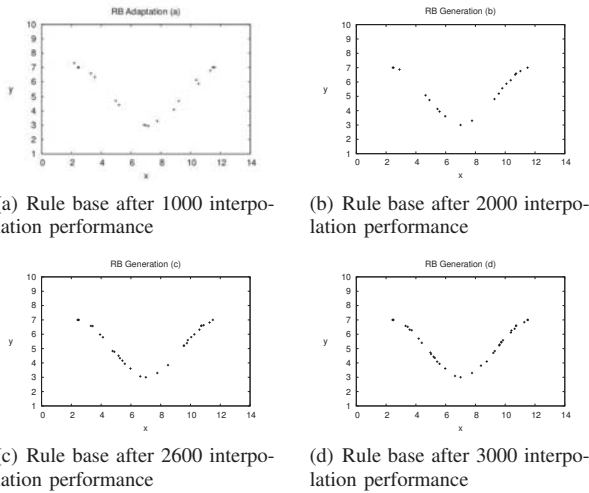 RB Adaptation (a)
10
9
8
7
6
5
4
3
2
1
y
0 2 4 6 8 10 12 14
x
(a) Rule base after 1000 interpo-
lation performance
RB Generation (b)
10
9
8
7
6
5
4
3
2
1
y
0 2 4 6 8 10 12 14
x
(b) Rule base after 2000 interpo-
lation performance
RB Generation (c)
10
9
8
7
6
5
4
3
2
1
y
0 2 4 6 8 10 12 14
x
(c) Rule base after 2600 interpo-
lation performance
RB Generation (d)
10
9
8
7
6
5
4
3
2
1
y
0 2 4 6 8 10 12 14
x
(d) Rule base after 3000 interpo-
lation performance